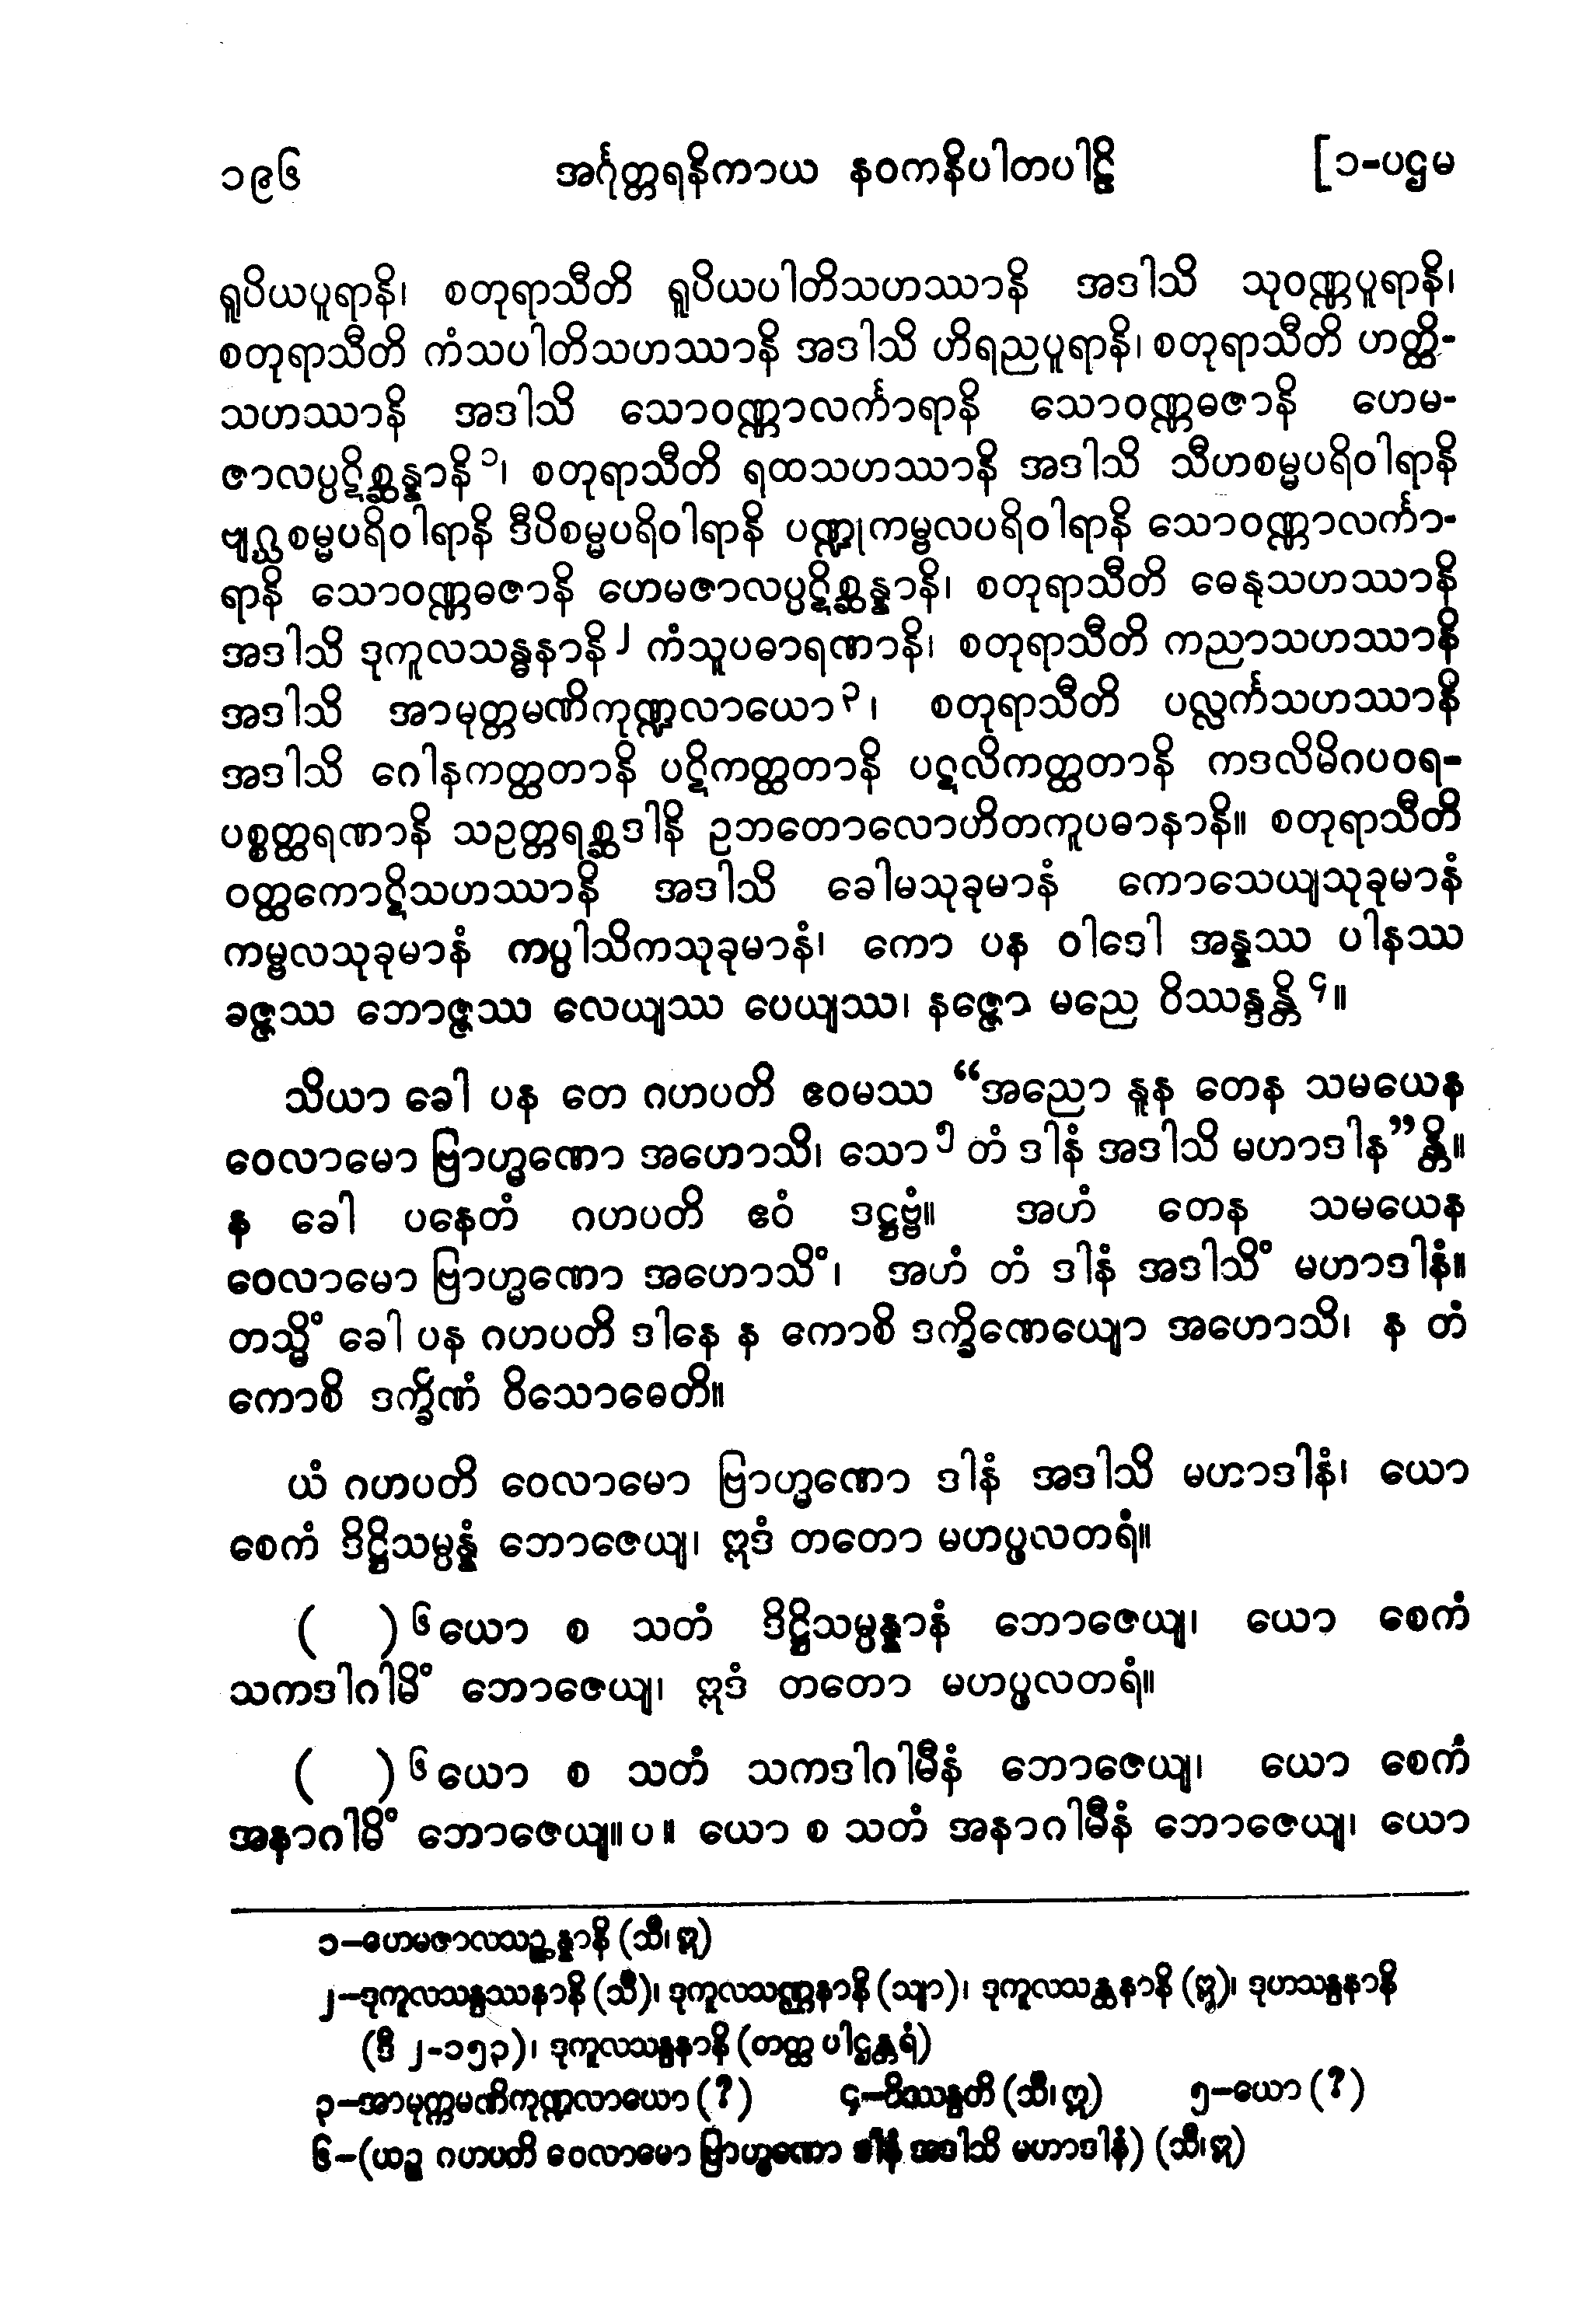 ၁၉၆ အင်္ဂုတ္တရနိကာယ နဝကနိပါတပါဠိ [၁-ပဌမ
ရူပိယပူရာနိ၊ စတုရာသီတိ ရူပိယပါတိသဟဿာနိ အဒါသိ သုဝဏ္ဏပူရာနိ၊
စတုရာသီတိ ကံသပါတိသဟဿာနိ အဒါသိ ဟိရညပူရာနိ၊ စတုရာသီတိ ဟတ္ထိ-
သဟဿာနိ အဒါသိ သောဝဏ္ဏာလင်္ကာရာနိ သောဝဏ္ဏဓဇာနိ ဟေမ-
ဇာလပ္ပဋိစ္ဆန္နာနိ ၁၊ စတုရာသီတိ ရထသဟဿာနိ အဒါသိ သီဟစမ္မပရိဝါရာနိ
ဗျဂ္ဃစမ္မပရိဝါရာနိ ဒီပိစမ္မပရိဝါရာနိ ပဏ္ဍုကမ္ဗလပရိဝါရာနိ သောဝဏ္ဏာလင်္ကာ-
ရာနိ သောဝဏ္ဏဓဇာနိ ဟေမဇာလပ္ပဋိစ္ဆန္နာနိ၊ စတုရာသီတိ ဓေနုသဟဿာနိ
အဒါသိ ဒုကူလသန္ဓနာနိ ၂ ကံသူပဓာရဏာနိ၊ စတုရာသီတိ ကညာသဟဿာနိ
အဒါသိ အာမုတ္တမဏိကုဏ္ဍလာယော ၃၊ စတုရာသီတိ ပလ္လင်္ကသဟဿာနိ
အဒါသိ ဂေါနကတ္ထတာနိ ပဋိကတ္ထတာနိ ပဋလိကတ္ထတာနိ ကဒလိမိဂပဝရ-
ပစ္စတ္ထရဏာနိ သဥတ္တရစ္ဆဒါနိ ဥဘတောလောဟိတကူပဓာနာနိ။ စတုရာသီတိ
ဝတ္ထကောဋိသဟဿာနိ အဒါသိ ခေါမသုခုမာနံ ကောသေယျသုခုမာနံ
ကမ္ဗလသုခုမာနံ ကပ္ပါသိကသုခုမာနံ၊ ကော ပန ဝါဒေါ အန္နဿ ပါနဿ
ခဇ္ဇဿ ဘောဇ္ဇဿ လေယျဿ ပေယျဿ၊ နဇ္ဇော မညေ ဝိဿန္ဒန္တိ ၄။
သိယာ ခေါ ပန တေ ဂဟပတိ ဧဝမဿ “အညော နူန တေန သမယေန
ဝေလာမော ဗြာဟ္မဏော အဟောသိ၊ သော ၅ တံ ဒါနံ အဒါသိ မဟာဒါန”န္တိ။
န ခေါ ပနေတံ ဂဟပတိ ဧဝံ ဒဋ္ဌဗ္ဗံ။ အဟံ တေန သမယေန
ဝေလာမော ဗြာဟ္မဏော အဟောသိံ၊ အဟံ တံ ဒါနံ အဒါသိံ မဟာဒါနံ။
တသ္မိံ ခေါ ပန ဂဟပတိ ဒါနေ န ကောစိ ဒက္ခိဏေယျော အဟောသိ၊ န တံ
ကောစိ ဒက္ခိဏံ ဝိသောဓေတိ။
ယံ ဂဟပတိ ဝေလာမော ဗြာဟ္မဏော ဒါနံ အဒါသိ မဟာဒါနံ၊ ယော
စေကံ ဒိဋ္ဌိသမ္ပန္နံ ဘောဇေယျ၊ ဣဒံ တတော မဟပ္ဖလတရံ။
( ) ၆ ယော စ သတံ ဒိဋ္ဌိသမ္ပန္နာနံ ဘောဇေယျ၊ ယော စေကံ
သကဒါဂါမိံ ဘောဇေယျ၊ ဣဒံ တတော မဟပ္ဖလတရံ။
( ) ၆ ယော စ သတံ သကဒါဂါမီနံ ဘောဇေယျ၊ ယော စေကံ
အနာဂါမိံ ဘောဇေယျ။ ပ ။ ယော စ သတံ အနာဂါမီနံ ဘောဇေယျ၊ ယော
၁-ဟေမဇာလသဉ္ဆန္နာနိ (သီ၊ ဣ)
၂-ဒုကူလသန္ဒဿနာနိ (သီ)၊ ဒုကူလသဏ္ဌနာနိ (သျာ)၊ ဒုကူလသန္ထနာနိ (ဣ)၊ ဒုဟသန္ဒနာနိ
(ဒီ ၂-၁၅၃)၊ ဒုကူလသန္ဒနာနိ (တတ္ထ ပါဌန္တရံ)
၃-အာမုက္ကမဏိကုဏ္ဍလာယော (?) ၄-ဝိဿန္ဒတိ (သီ၊ ဣ) ၅-ယော (?)
၆-(ယဉ္စ ဂဟပတိ ဝေလာမော ဗြာဟ္မဏော ဒါနံ အဒါသိ မဟာဒါနံ) (သီ၊ ဣ)